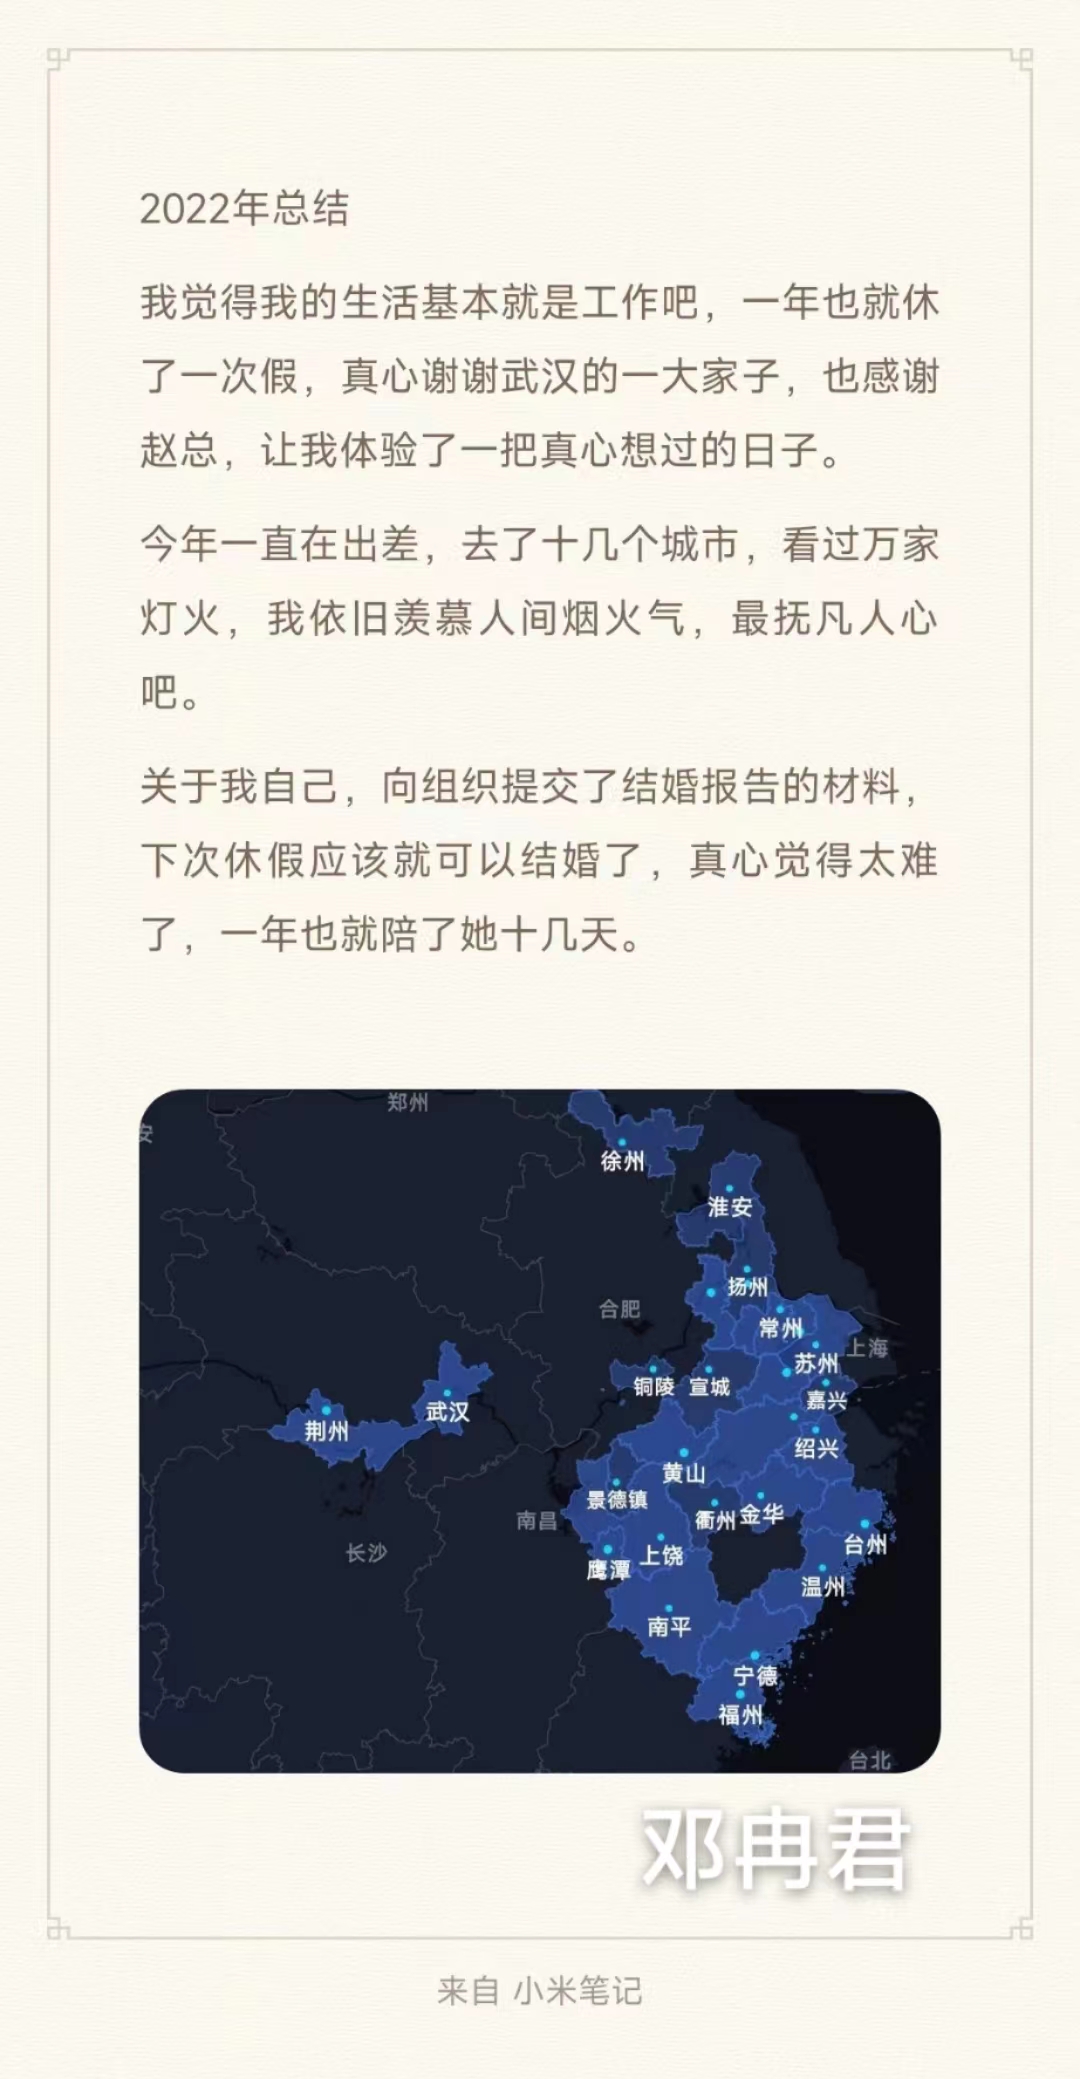 2022年总结
我觉得我的生活基本就是工作吧，一年也就休
了一次假，真心谢谢武汉的一大家子，也感谢
赵总，让我体验了一把真心想过的日子。
今年一直在出差，去了十几个城市，看过万家
灯火，我依旧羡慕人间烟火气，最抚凡人心
吧。
关于我自己，向组织提交了结婚报告的材料，
下次休假应该就可以结婚了，真心觉得太难
了，一年也就陪了她十几天。
郑州
安
徐州
淮安
扬州
合肥
常州
上海
苏州
铜陵
宣城
嘉兴
武汉
荆州
绍兴
黄山
景德镇
南昌
衢州
金华
台州
长沙
上饶
鹰潭
温州
南平
宁德
福州
台北
邓冉君
来自 小米笔记